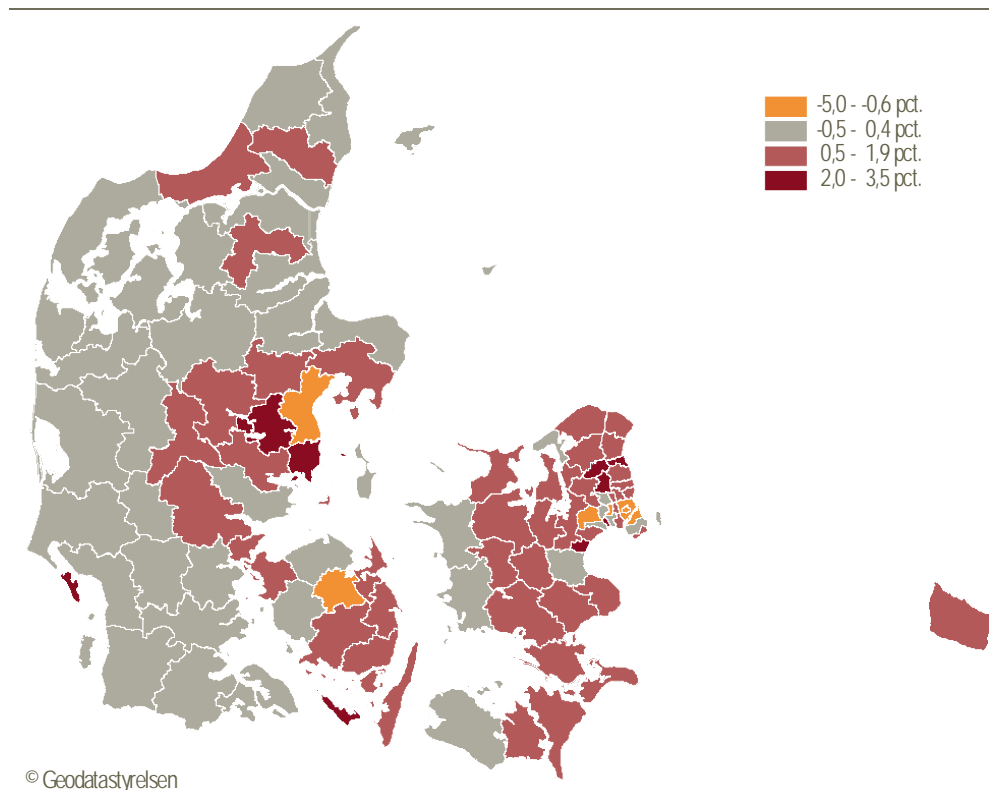 -5,0 - -0,6 pct.
-0,5 - 0,4 pct.
0,5 - 1,9 pct.
2,0 - 3,5 pct.
© Geodatastyrelsen